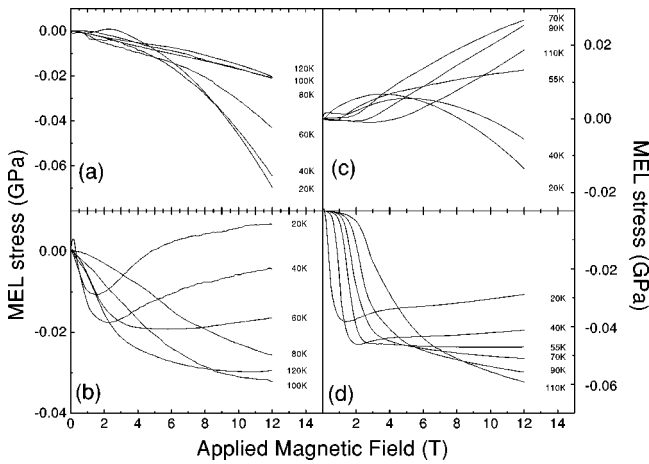 0.00
-0.02
-0.04
-0.06
MEL stress (GPa)
120K
100K
80K
60K
40K
20K
(a)
70K
90K
110K
55K
40K
20K
(c)
0.02
0.00
-0.02
MEL stress (GPa)
0.00
-0.02
-0.04
20K
40K
60K
80K
120K
100K
(b)
20K
40K
55K
70K
90K
110K
(d)
-0.02
-0.04
-0.06
0 2 4 6 8 10 12 14
0 2 4 6 8 10 12 14
Applied Magnetic Field (T)